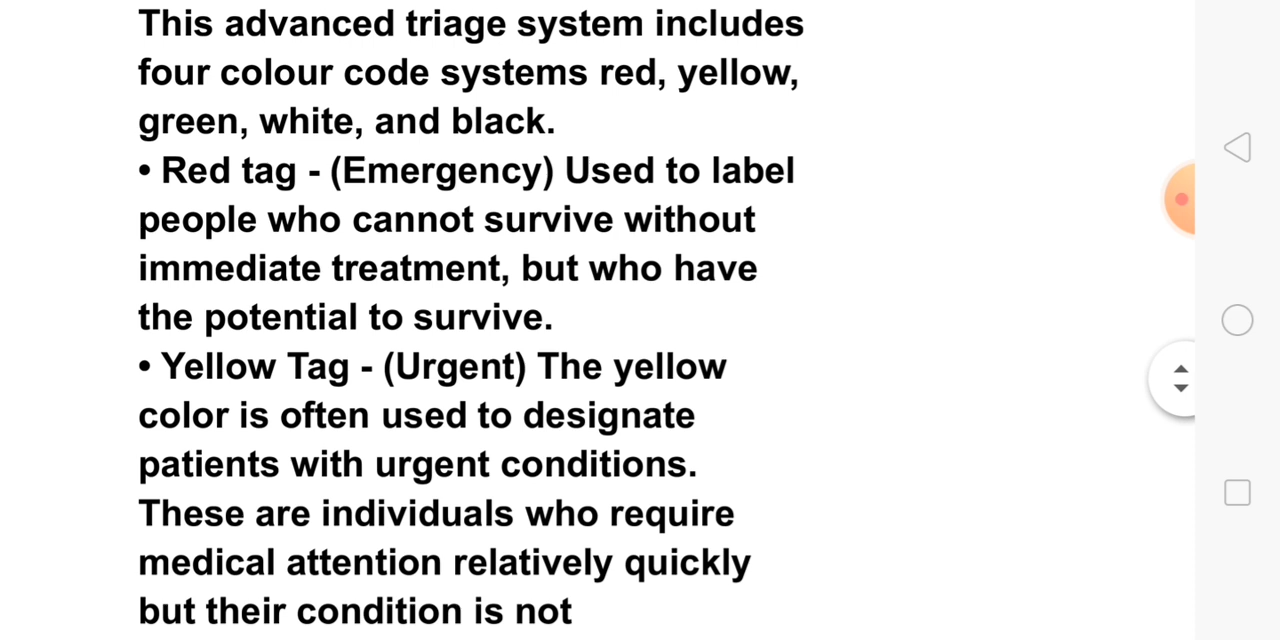 This advanced triage system includes
four colour code systems red, yellow,
green, white, and black.
• Red tag - (Emergency) Used to label
people who cannot survive without
immediate treatment, but who have
the potential to survive.
• Yellow Tag - (Urgent) The yellow
color is often used to designate
patients with urgent conditions.
These are individuals who require
medical attention relatively quickly
but their condition is not